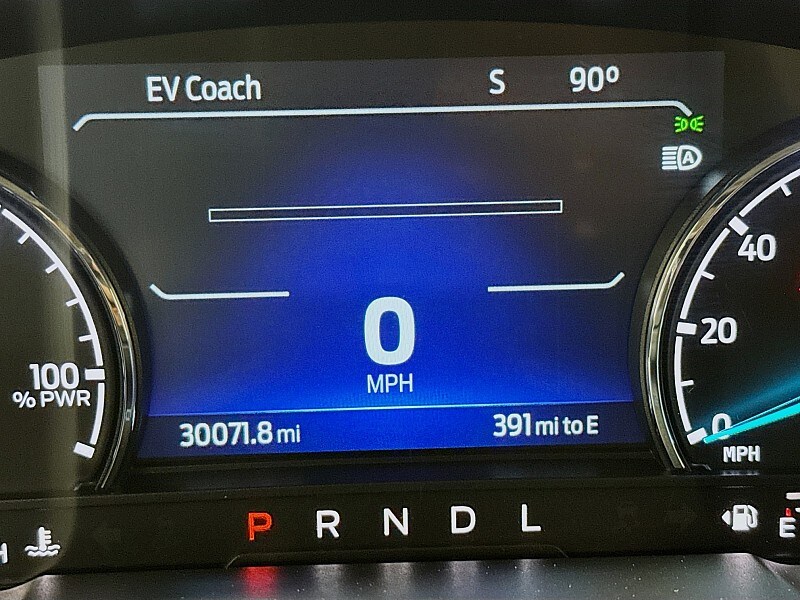 EV Coach S 90°
A
40
20
0
MPH
100
% PWR
0
MPH
30071.8 mi 391 mi to E
P R N D L
H
E